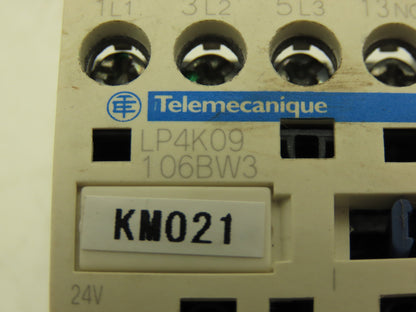 1L1 3L2 5L3 13NO
Telemecanique
LP4K09
106BW3
KM021
24V